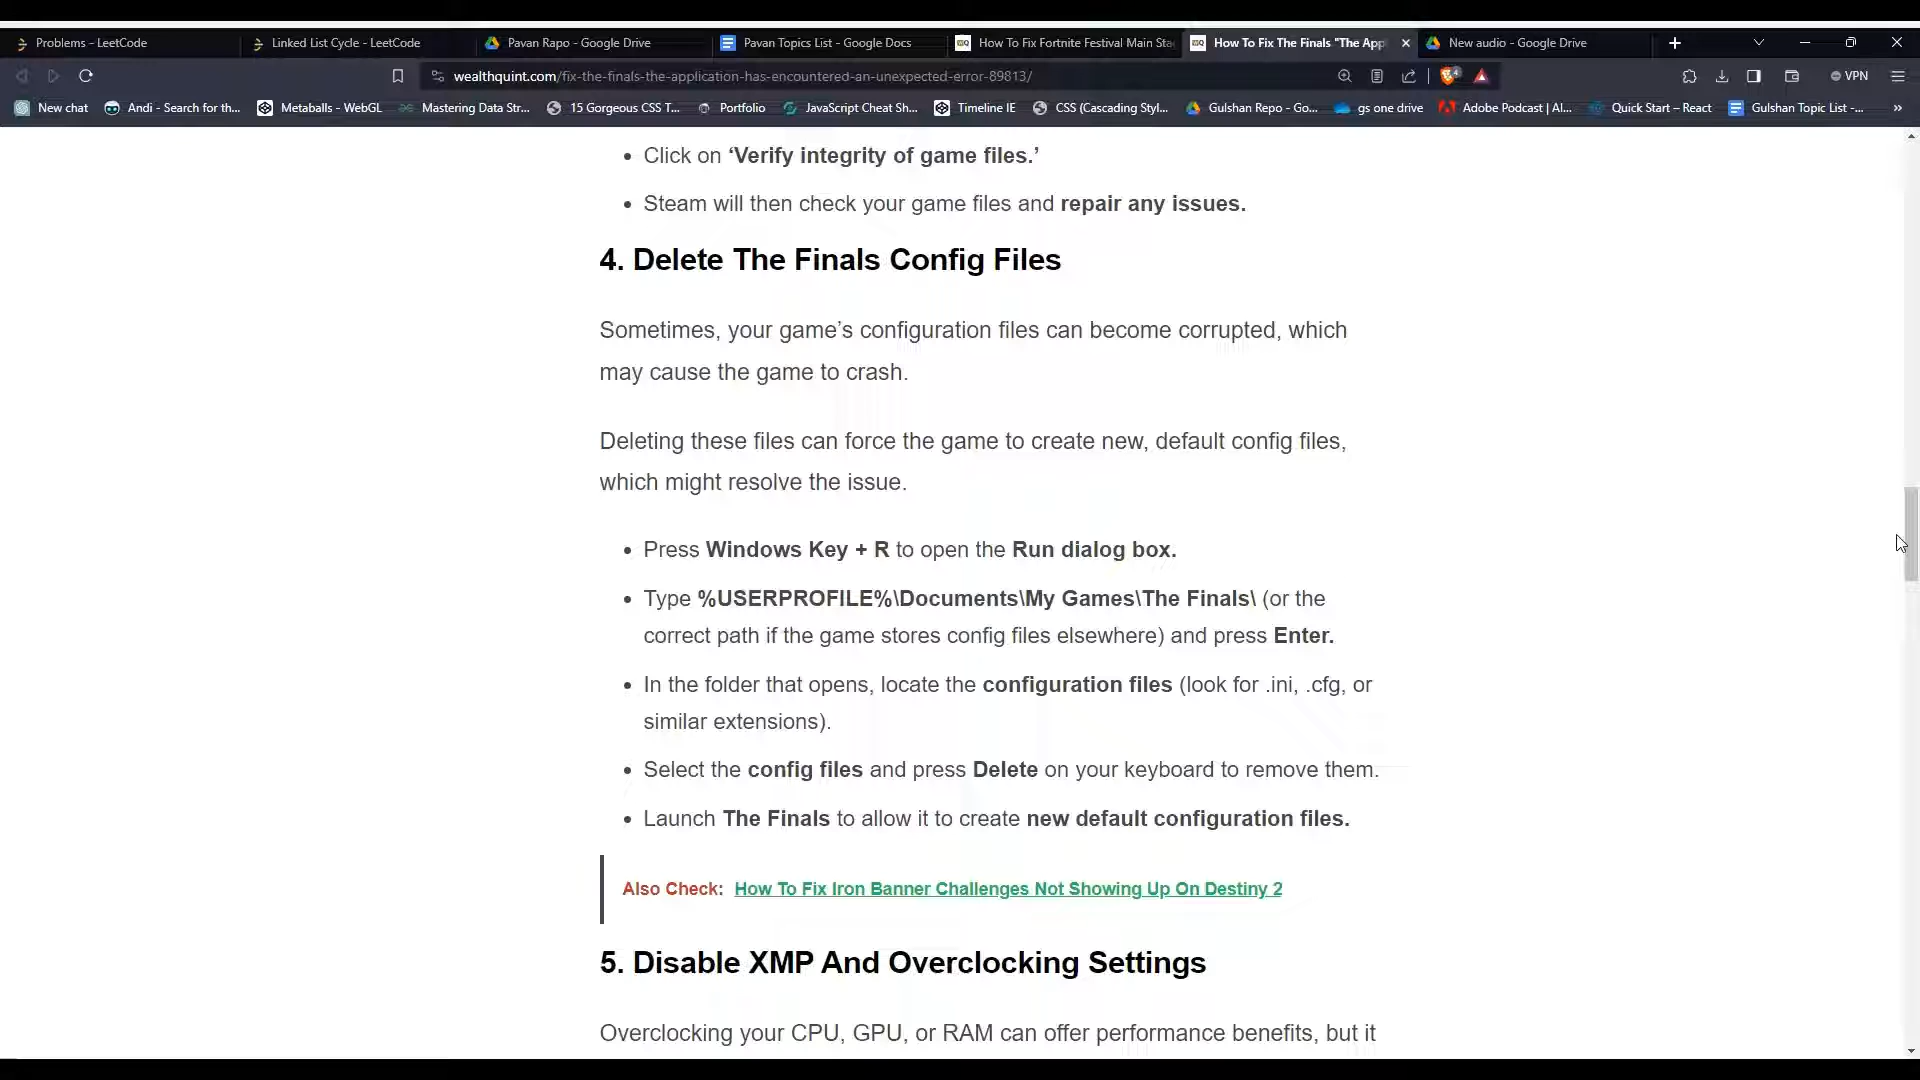 Problems - LeetCode
Linked List Cycle - LeetCode
Pavan Rapo - Google Drive
Pavan Topics List - Google Docs
How To Fix Fortnite Festival Main Sta
How To Fix The Finals "The App
New audio - Google Drive
wealthquint.com/fix-the-finals-the-application-has-encountered-an-unexpected-error-89813/
VPN
New chat
Andi - Search for th...
Metaballs - WebGL
Mastering Data Str...
15 Gorgeous CSS T...
Portfolio
JavaScript Cheat Sh...
Timeline IE
CSS (Cascading Styl...
Gulshan Repo - Go...
gs one drive
Adobe Podcast | AI...
Quick Start – React
Gulshan Topic List -...
• Click on ‘Verify integrity of game files.’
• Steam will then check your game files and repair any issues.
4. Delete The Finals Config Files
Sometimes, your game’s configuration files can become corrupted, which
may cause the game to crash.
Deleting these files can force the game to create new, default config files,
which might resolve the issue.
• Press Windows Key + R to open the Run dialog box.
• Type %USERPROFILE%\Documents\My Games\The Finals\ (or the
correct path if the game stores config files elsewhere) and press Enter.
• In the folder that opens, locate the configuration files (look for .ini, .cfg, or
similar extensions).
• Select the config files and press Delete on your keyboard to remove them.
• Launch The Finals to allow it to create new default configuration files.
Also Check: How To Fix Iron Banner Challenges Not Showing Up On Destiny 2
5. Disable XMP And Overclocking Settings
Overclocking your CPU, GPU, or RAM can offer performance benefits, but it